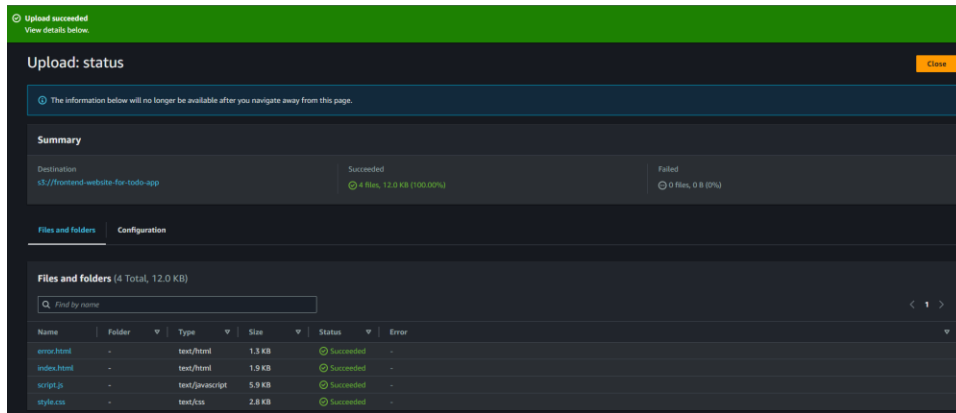 Upload succeeded
View details below.
Upload: status
Close
The information below will no longer be available after you navigate away from this page.
Summary
Destination
Succeeded
Failed
s3://frontend-website-for-todo-app
4 files, 12.0 KB (100.00%)
0 files, 0 B (0%)
Files and folders
Configuration
Files and folders (4 Total, 12.0 KB)
Find by name
1
Name Folder Type Size Status Error
error.html - text/html 1.3 KB Succeeded -
index.html - text/html 1.9 KB Succeeded -
script.js - text/javascript 5.9 KB Succeeded -
style.css - text/css 2.8 KB Succeeded -